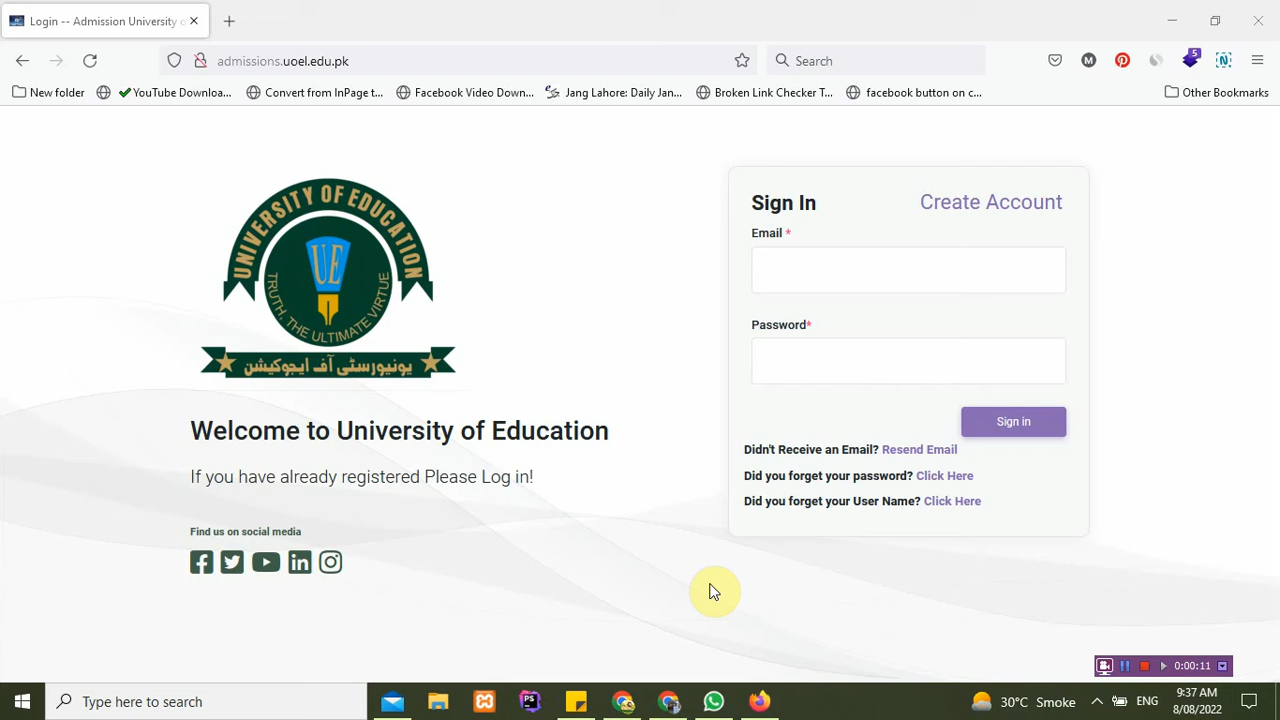 Login -- Admission University o
admissions.uoel.edu.pk
Search
M
5
N
New folder
YouTube Downloa...
Convert from InPage t...
Facebook Video Down...
Jang Lahore: Daily Jan...
Broken Link Checker T...
facebook button on c...
Other Bookmarks
UNIVERSITY OF EDUCATION
UE
TRUTH, THE ULTIMATE VIRTUE
یونیورسٹی آف ایجوکیشن
Welcome to University of Education
If you have already registered Please Log in!
Find us on social media
Sign In
Create Account
Email *
Password*
Sign in
Didn't Receive an Email? Resend Email
Did you forget your password? Click Here
Did you forget your User Name? Click Here
0:00:11
Type here to search
PS
30°C Smoke
ENG
9:37 AM
8/08/2022